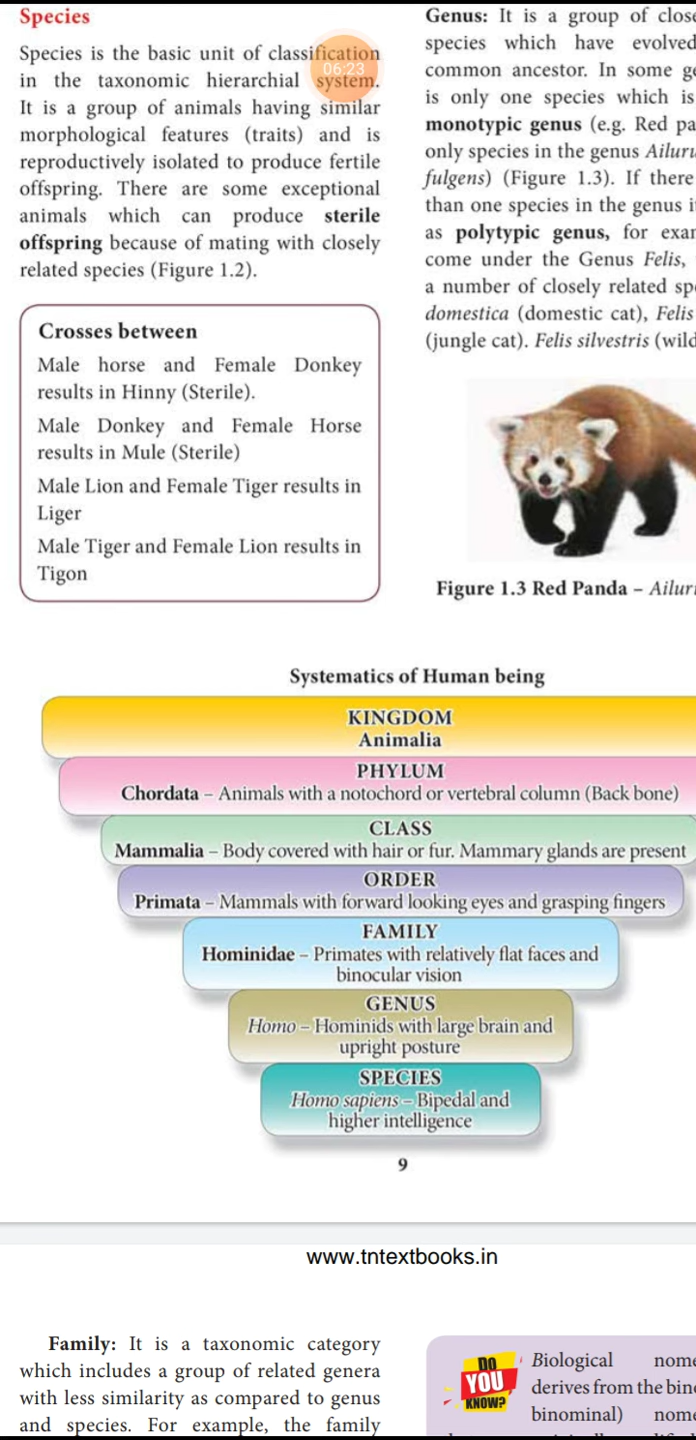 Species
Species is the basic unit of classification
in the taxonomic hierarchial system.
It is a group of animals having similar
morphological features (traits) and is
reproductively isolated to produce fertile
offspring. There are some exceptional
animals which can produce sterile
offspring because of mating with closely
related species (Figure 1.2).
06:23
Crosses between
Male horse and Female Donkey
results in Hinny (Sterile).
Male Donkey and Female Horse
results in Mule (Sterile)
Male Lion and Female Tiger results in
Liger
Male Tiger and Female Lion results in
Tigon
Genus: It is a group of
species which have evolved
common ancestor. In some
is only one species which is
monotypic genus (e.g. Red
only species in the genus
fulgens) (Figure 1.3). If there
than one species in the genus
as polytypic genus, for
come under the Genus Felis,
a number of closely related
domestica (domestic cat), Felis
(jungle cat). Felis silvestris
Figure 1.3 Red Panda –
Systematics of Human being
KINGDOM
Animalia
PHYLUM
Chordata – Animals with a notochord or vertebral column (Back bone)
CLASS
Mammalia – Body covered with hair or fur. Mammary glands are present
ORDER
Primata – Mammals with forward looking eyes and grasping fingers
FAMILY
Hominidae – Primates with relatively flat faces and
binocular vision
GENUS
Homo – Hominids with large brain and
upright posture
SPECIES
Homo sapiens – Bipedal and
higher intelligence
9
www.tntextbooks.in
Family: It is a taxonomic category
which includes a group of related genera
with less similarity as compared to genus
and species. For example, the family
DO
YOU
KNOW?
Biological
derives from the
binominal)